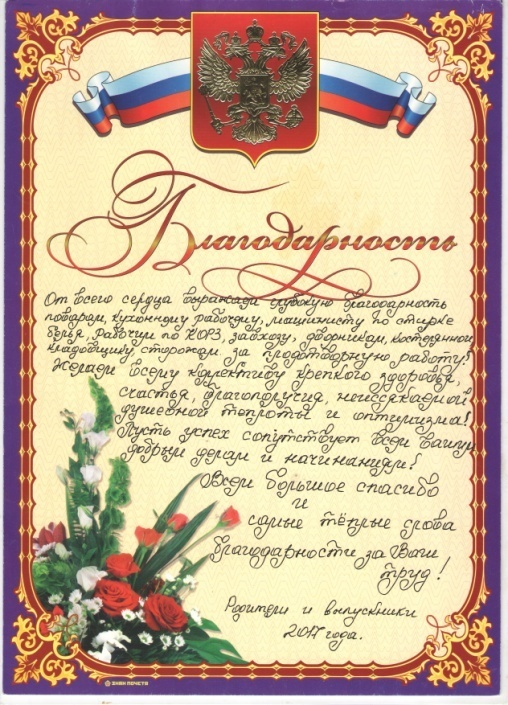 Благодарность
От всего сердца выражаем глубокую благодарность
поварам, кухонному рабочему, машинисту по стирке
белья, рабочим по КОРЗ, завхозу, дворникам, кастелянной
кладовщику, сторожам за плодотворную работу!
Желаем всему коллективу крепкого здоровья,
счастья, благополучия, неиссякаемой
душевной теплоты и оптимизма!
Пусть успех сопутствует всем вашим
добрым делам и начинаниям!
Всем большое спасибо
и
самые тёплые слова
благодарности за Ваш
труд!
Родители и выпускники
2017 года.
ЗНАК ПОЧЕТА